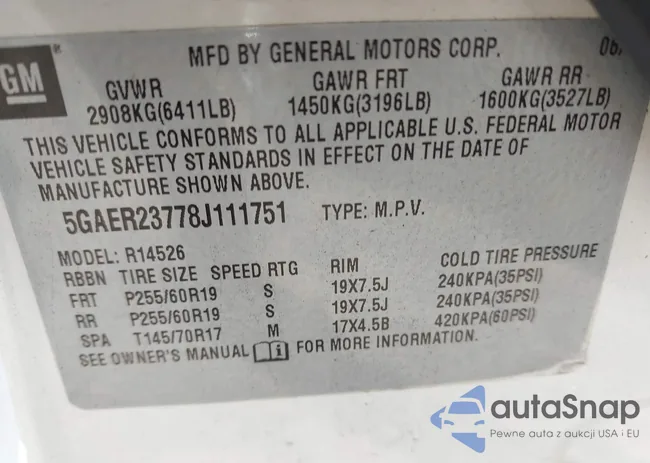 GM
MFD BY GENERAL MOTORS CORP.
GVWR GAWR FRT GAWR RR
2908KG(6411LB) 1450KG(3196LB) 1600KG(3527LB)
THIS VEHICLE CONFORMS TO ALL APPLICABLE U.S. FEDERAL MOTOR
VEHICLE SAFETY STANDARDS IN EFFECT ON THE DATE OF
MANUFACTURE SHOWN ABOVE.
5GAER23778J111751 TYPE: M.P.V.
MODEL: R14526
RBBN TIRE SIZE SPEED RTG RIM COLD TIRE PRESSURE
FRT P255/60R19 S 19X7.5J 240KPA(35PSI)
RR P255/60R19 S 19X7.5J 240KPA(35PSI)
SPA T145/70R17 M 17X4.5B 420KPA(60PSI)
SEE OWNER'S MANUAL i FOR MORE INFORMATION.
autaSnap
Pewne auta z aukcji USA i EU